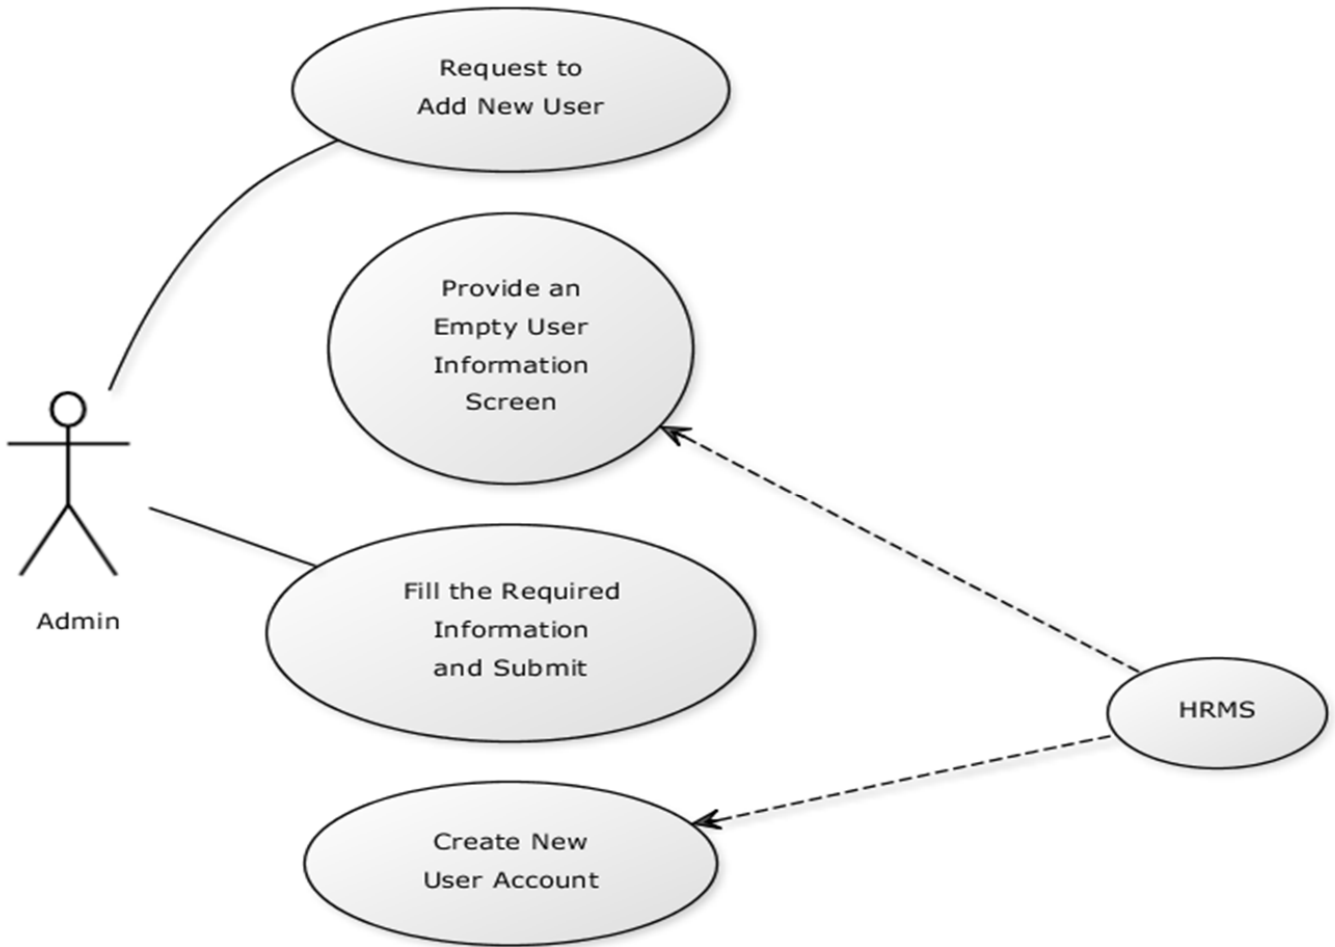 Request to
Add New User
Provide an
Empty User
Information
Screen
Admin
Fill the Required
Information
and Submit
HRMS
Create New
User Account